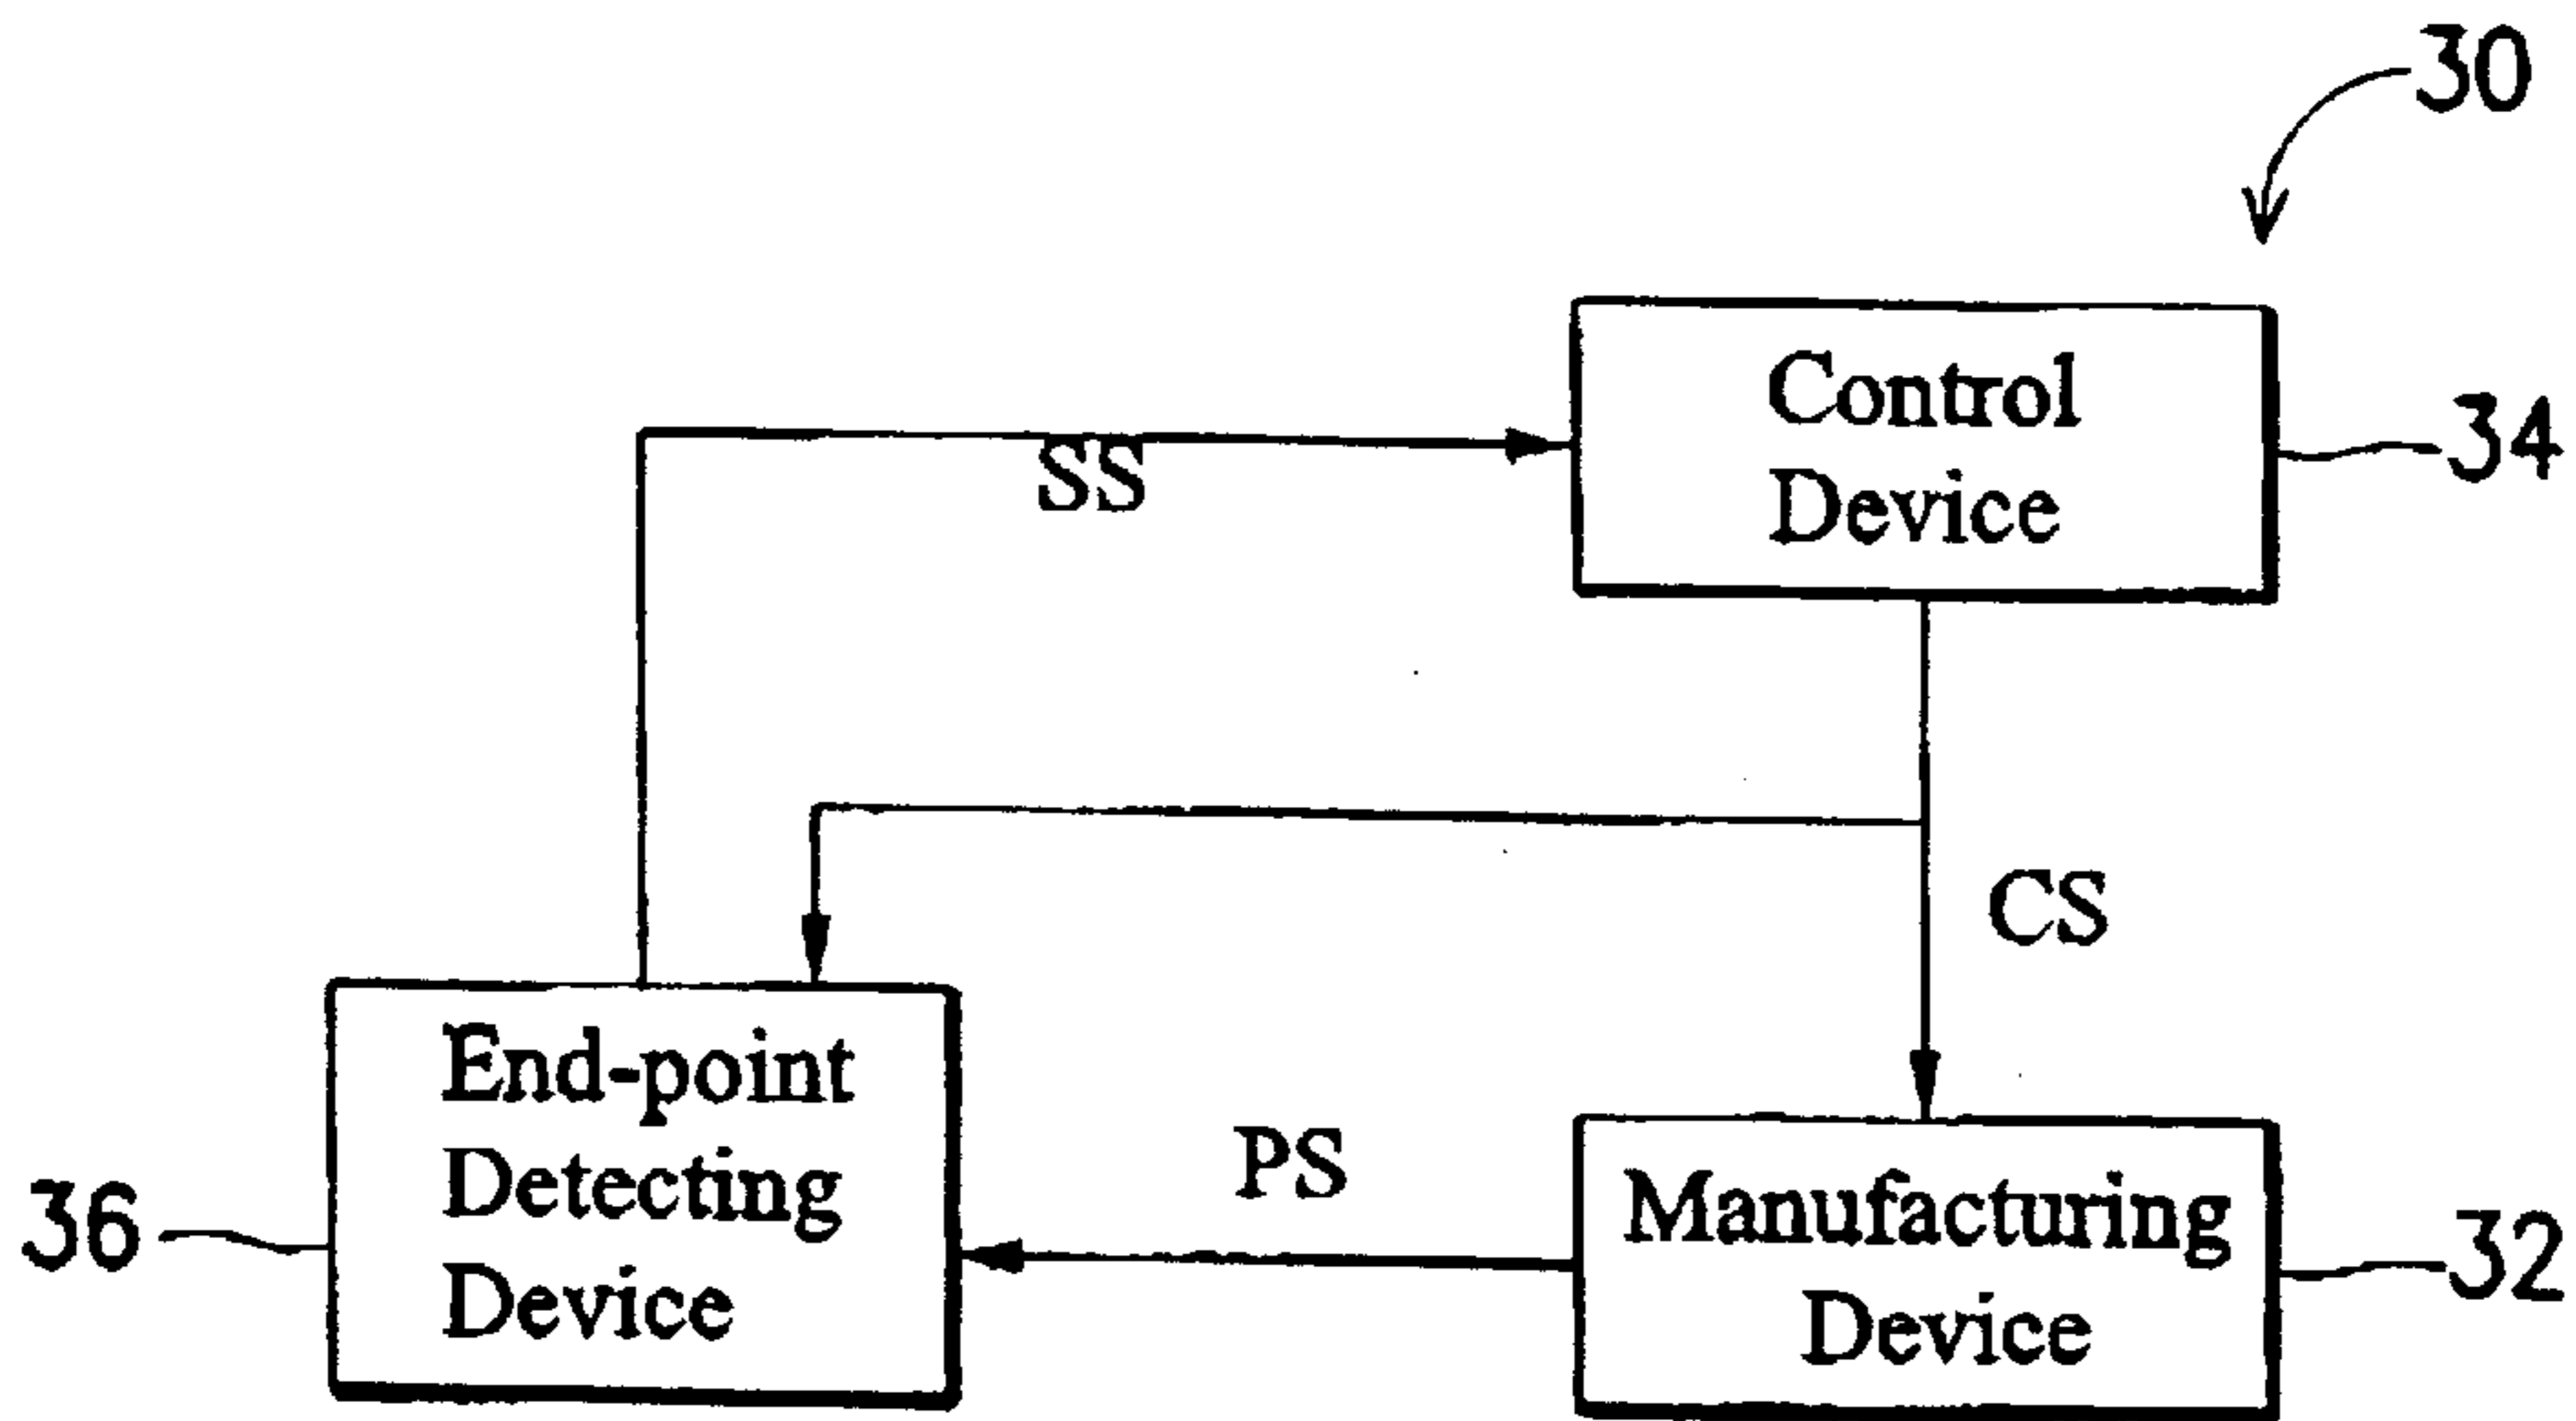 30
Control
Device
34
SS
CS
End-point
Detecting
Device
36
PS
Manufacturing
Device
32